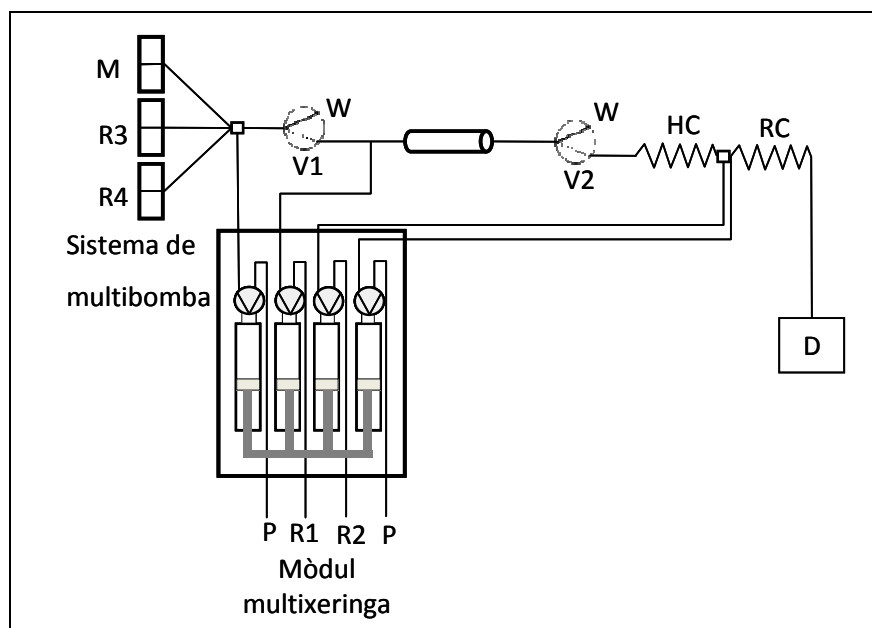 M
R3
R4
Sistema de
multibomba
W
V1
W
V2
HC
RC
D
P R1 R2 P
Mòdul
multixeringa